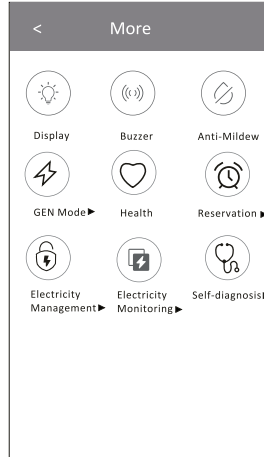 < More
Display Buzzer Anti-Mildew
GEN Mode▶ Health Reservation▶
Electricity Electricity Self-diagnosis▶
Management▶ Monitoring▶